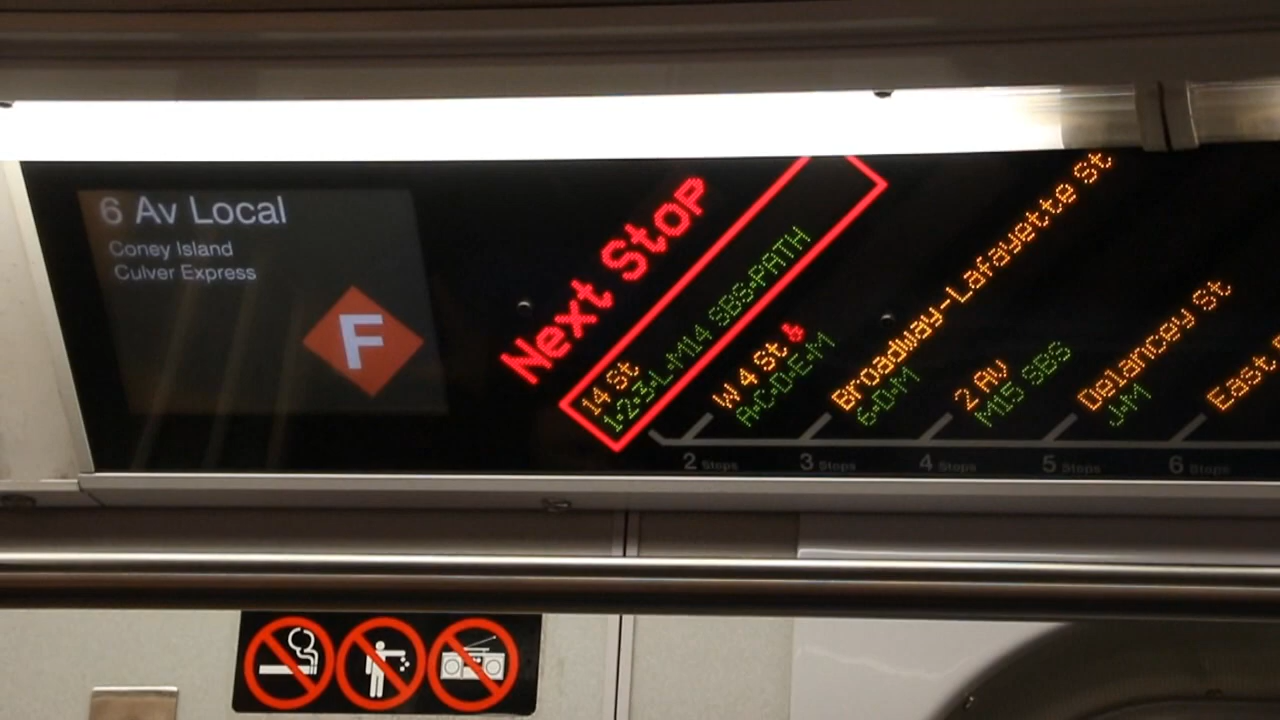 6 Av Local
Coney Island
Culver Express
F
Next Stop
14 St
1•2•3•L•M14 SBS•PATH
W 4 St
A•C•D•E•M
Broadway-Lafayette St
6•D•M
2 Av
M15 SBS
Delancey St
J•M
East
2 Stops
3 Stops
4 Stops
5 Stops
6 Stops